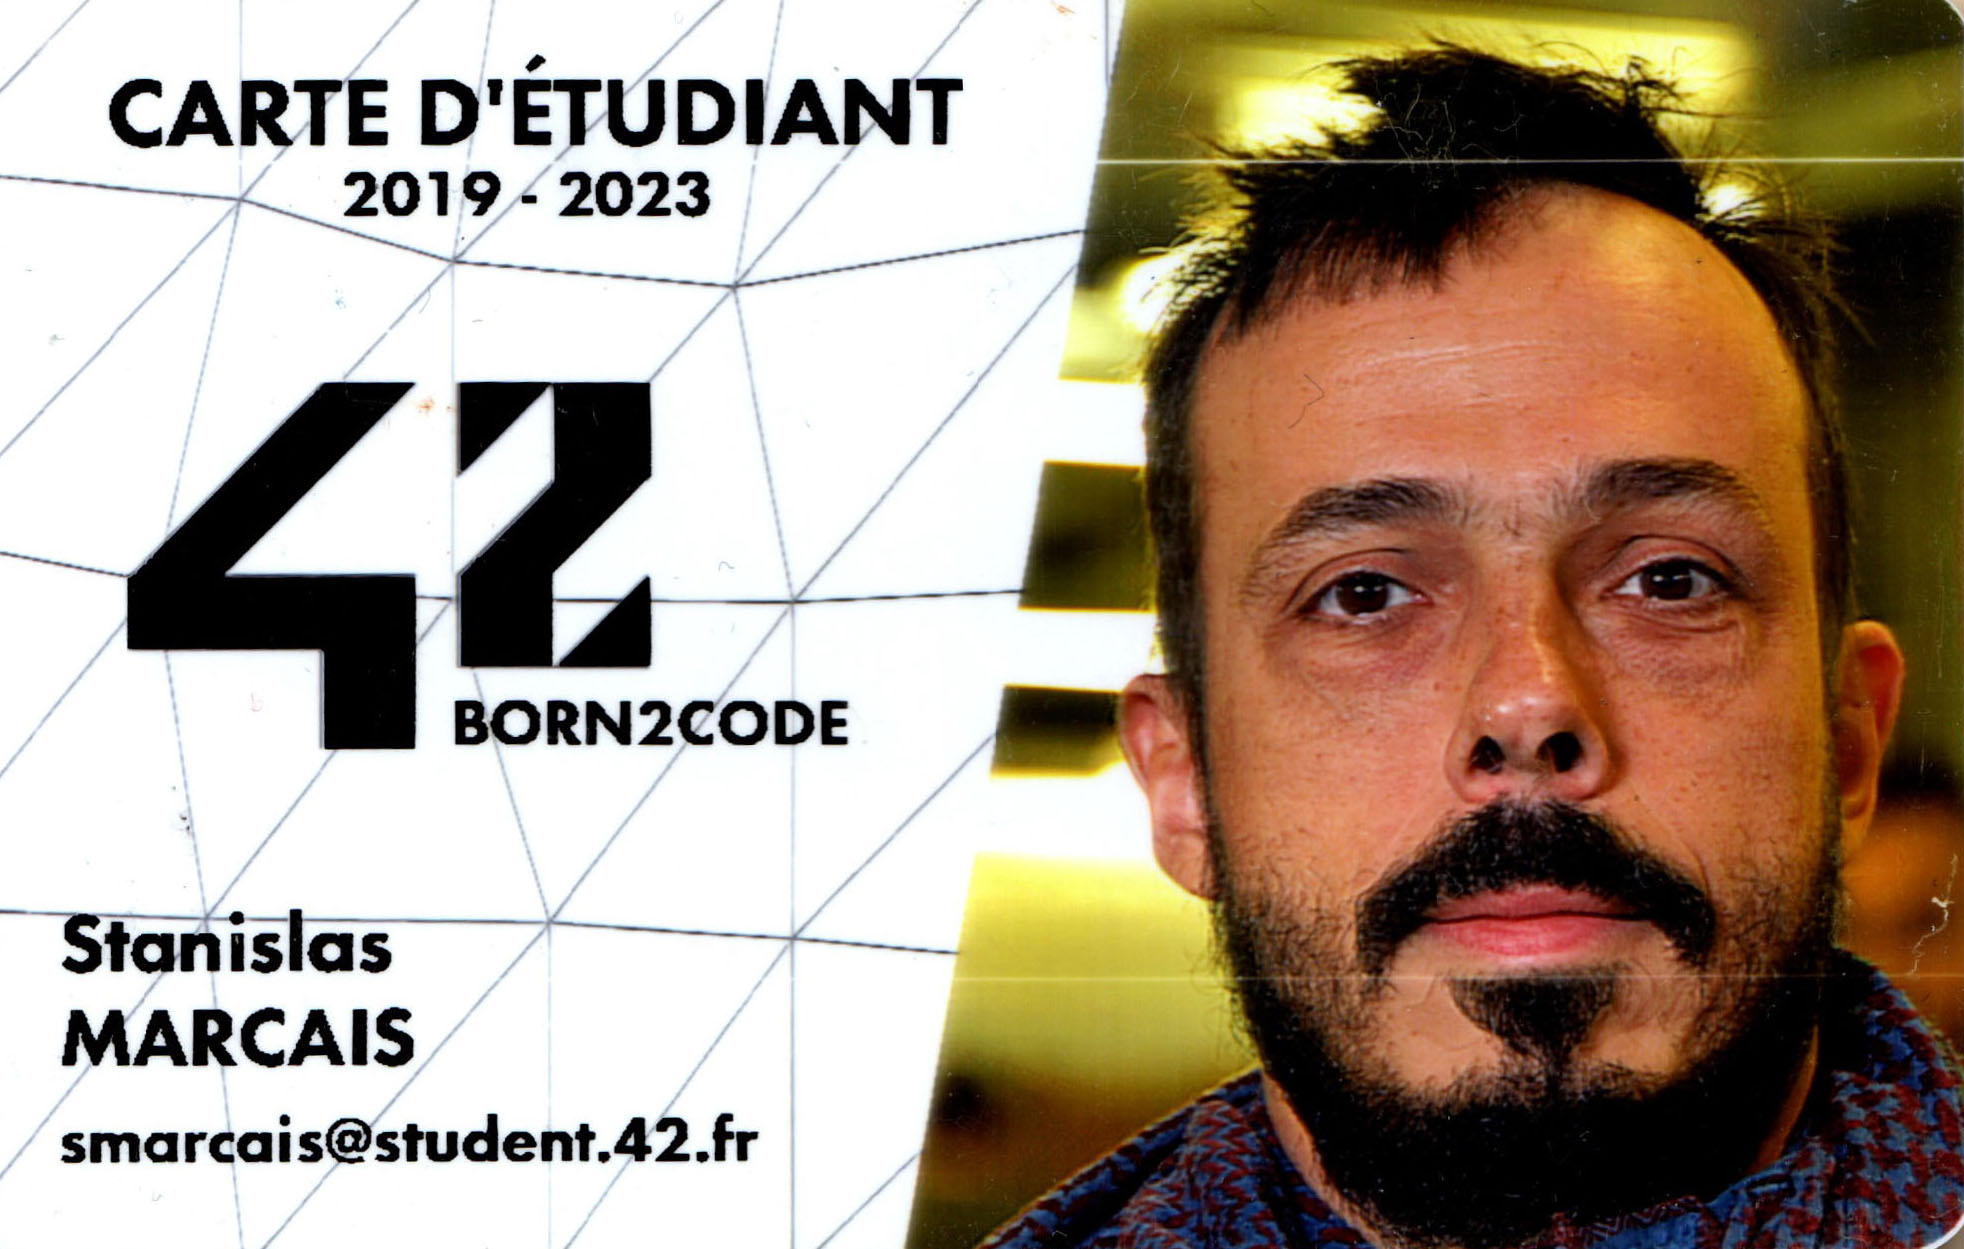 CARTE D'ÉTUDIANT
2019 - 2023
42
BORN2CODE
Stanislas
MARCAIS
smarcais@student.42.fr